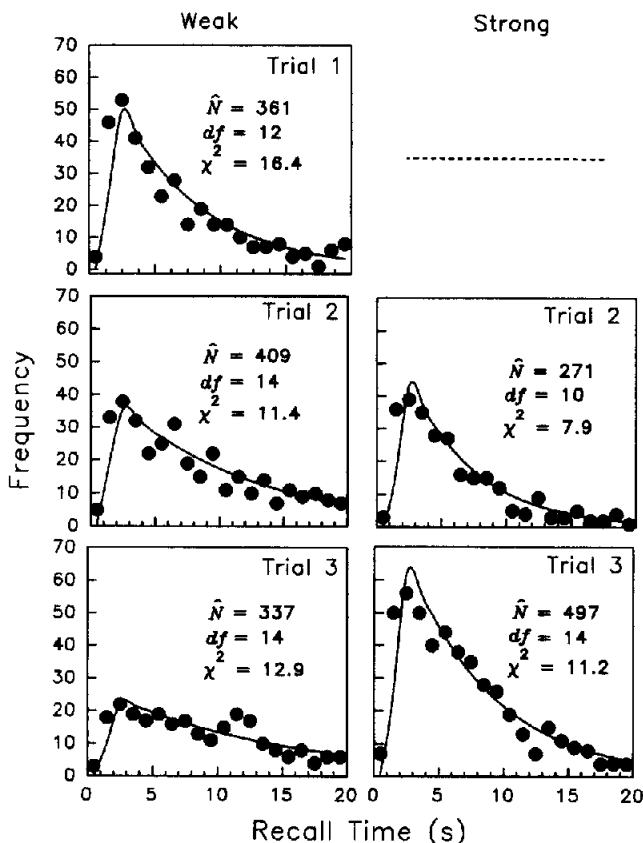 Weak
Strong
Trial 1
N̂ = 361
df = 12
χ² = 16.4
70
60
50
40
30
20
10
0
Trial 2
N̂ = 409
df = 14
χ² = 11.4
70
60
50
40
30
20
10
0
Trial 2
N̂ = 271
df = 10
χ² = 7.9
Frequency
Trial 3
N̂ = 337
df = 14
χ² = 12.9
70
60
50
40
30
20
10
0
0 5 10 15 20
Trial 3
N̂ = 497
df = 14
χ² = 11.2
0 5 10 15 20
Recall Time (s)